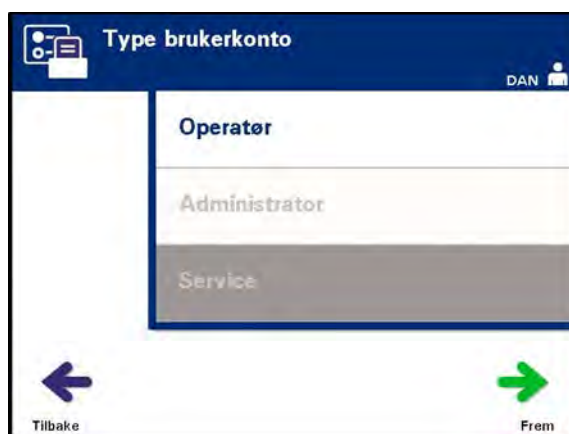 Type brukerkonto
DAN
Operatør
Administrator
Service
Tilbake
Frem